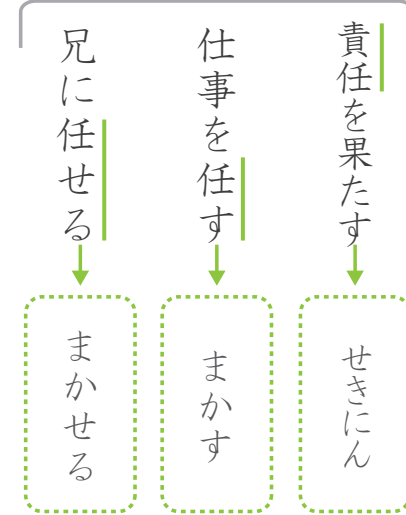 責任を果たす
せきにん
仕事を任す
まかす
兄に任せる
まかせる